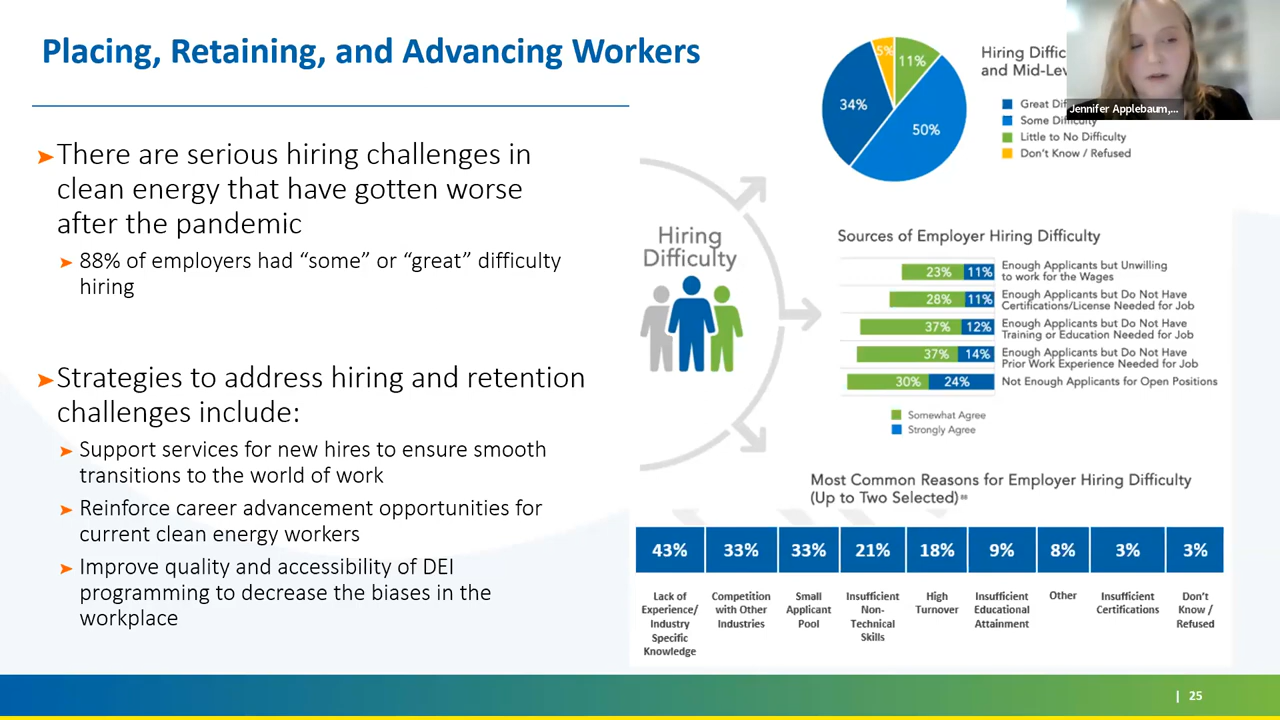 Placing, Retaining, and Advancing Workers
There are serious hiring challenges in
clean energy that have gotten worse
after the pandemic
88% of employers had “some” or “great” difficulty
hiring
Strategies to address hiring and retention
challenges include:
Support services for new hires to ensure smooth
transitions to the world of work
Reinforce career advancement opportunities for
current clean energy workers
Improve quality and accessibility of DEI
programming to decrease the biases in the
workplace
Hiring
Difficulty
5%
11%
34%
50%
Hiring
and
Great
Some Difficulty
Little to No Difficulty
Don't Know / Refused
Jennifer Applebaum,...
Sources of Employer Hiring Difficulty
23% 11% Enough Applicants but Unwilling
to work for the Wages
28% 11% Enough Applicants but Do Not Have
Certifications/License Needed for Job
37% 12% Enough Applicants but Do Not Have
Training or Education Needed for Job
37% 14% Enough Applicants but Do Not Have
Prior Work Experience Needed for Job
30% 24% Not Enough Applicants for Open Positions
Somewhat Agree
Strongly Agree
Most Common Reasons for Employer Hiring Difficulty
(Up to Two Selected)
43% 33% 33% 21% 18% 9% 8% 3% 3%
Lack of
Experience/
Industry
Specific
Knowledge
Competition
with Other
Industries
Small
Applicant
Pool
Insufficient
Non-
Technical
Skills
High
Turnover
Insufficient
Educational
Attainment
Other
Insufficient
Certifications
Don't
Know /
Refused
| 25